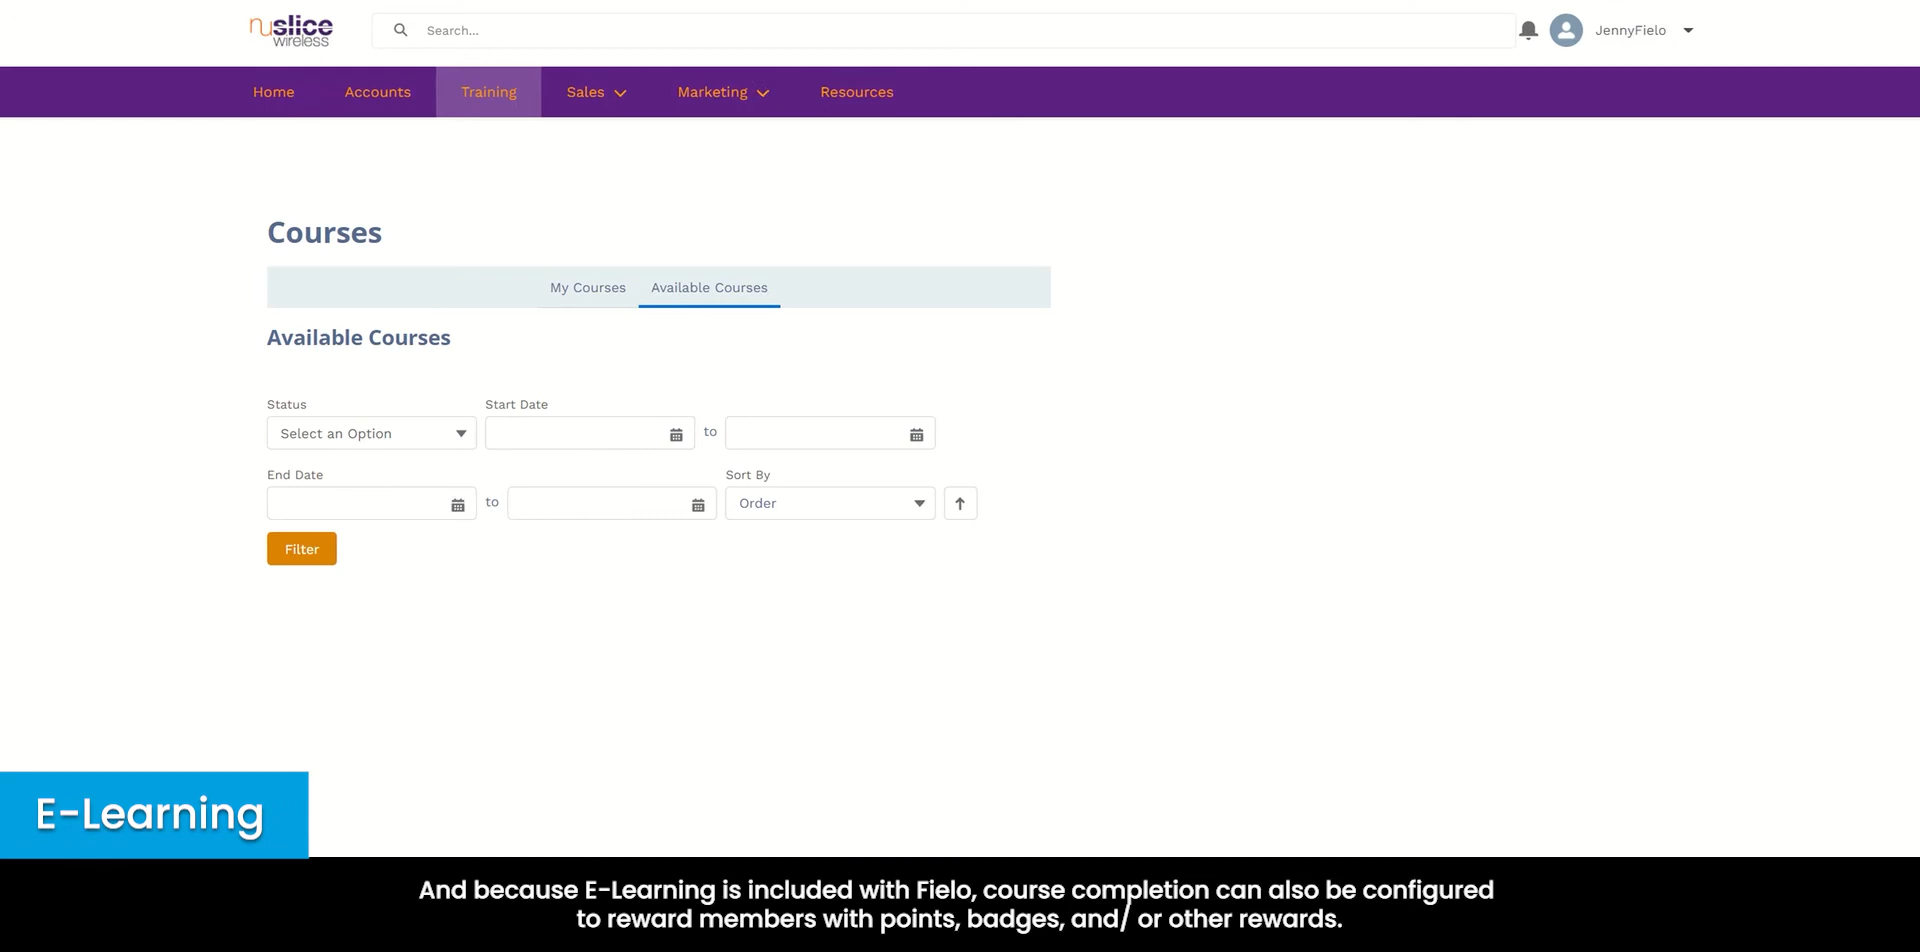 nuslice
wireless
Search...
JennyFielo
Home Accounts Training Sales Marketing Resources
Courses
My Courses Available Courses
Available Courses
Status Start Date
Select an Option to
End Date Sort By
to Order
Filter
E-Learning
And because E-Learning is included with Fielo, course completion can also be configured
to reward members with points, badges, and/ or other rewards.